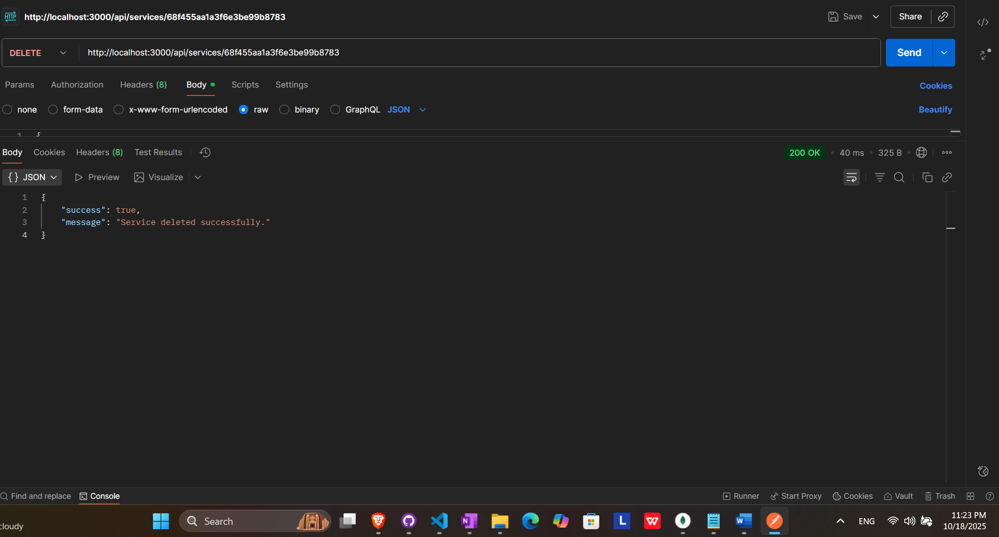 HTTP http://localhost:3000/api/services/68f455aa1a3f6e3be99b8783 Save Share
DELETE http://localhost:3000/api/services/68f455aa1a3f6e3be99b8783 Send
Params Authorization Headers (8) Body Scripts Settings Cookies
none form-data x-www-form-urlencoded raw binary GraphQL JSON Beautify
1 {
Body Cookies Headers (8) Test Results 200 OK • 40 ms • 325 B •
{} JSON Preview Visualize
1 {
2 "success": true,
3 "message": "Service deleted successfully."
4 }
Find and replace Console Runner Start Proxy Cookies Vault Trash
cloudy Search N L W W ENG 11:23 PM
10/18/2025